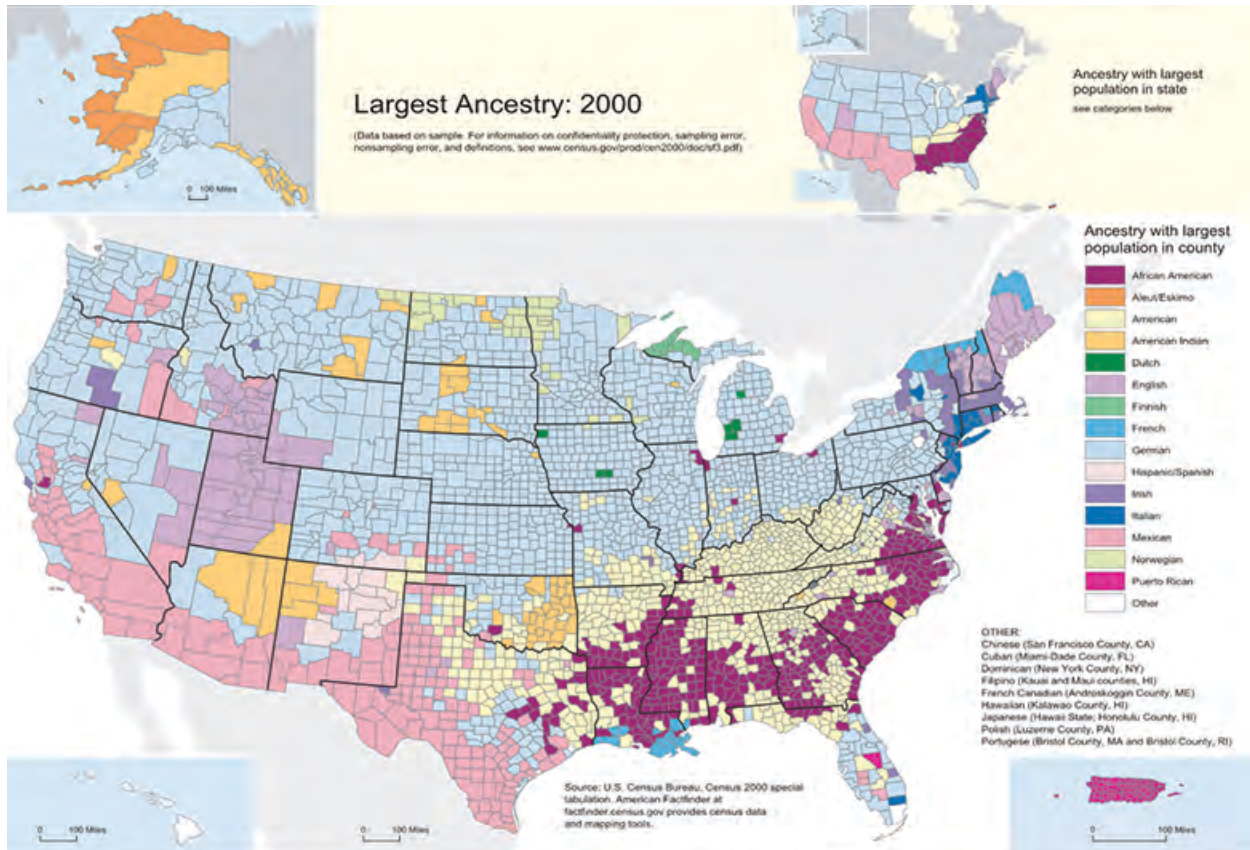 Largest Ancestry: 2000
(Data based on sample. For information on confidentiality protection, sampling error,
nonsampling error, and definitions, see www.census.gov/prod/cen2000/doc/sf3.pdf)
0 100 Miles
Ancestry with largest
population in state
see categories below
Ancestry with largest
population in county
African American
Aleut/Eskimo
American
American Indian
Dutch
English
Finnish
French
German
Hispanic/Spanish
Irish
Italian
Mexican
Norwegian
Puerto Rican
Other
OTHER:
Chinese (San Francisco County, CA)
Cuban (Miami-Dade County, FL)
Dominican (New York County, NY)
Filipino (Kauai and Maui counties, HI)
French Canadian (Androskoggin County, ME)
Hawaiian (Kalawao County, HI)
Japanese (Hawaii State; Honolulu County, HI)
Polish (Luzerne County, PA)
Portugese (Bristol County, MA and Bristol County, RI)
Source: U.S. Census Bureau, Census 2000 special
tabulation. American Factfinder at
factfinder.census.gov provides census data
and mapping tools.
0 100 Miles
0 100 Miles
0 100 Miles